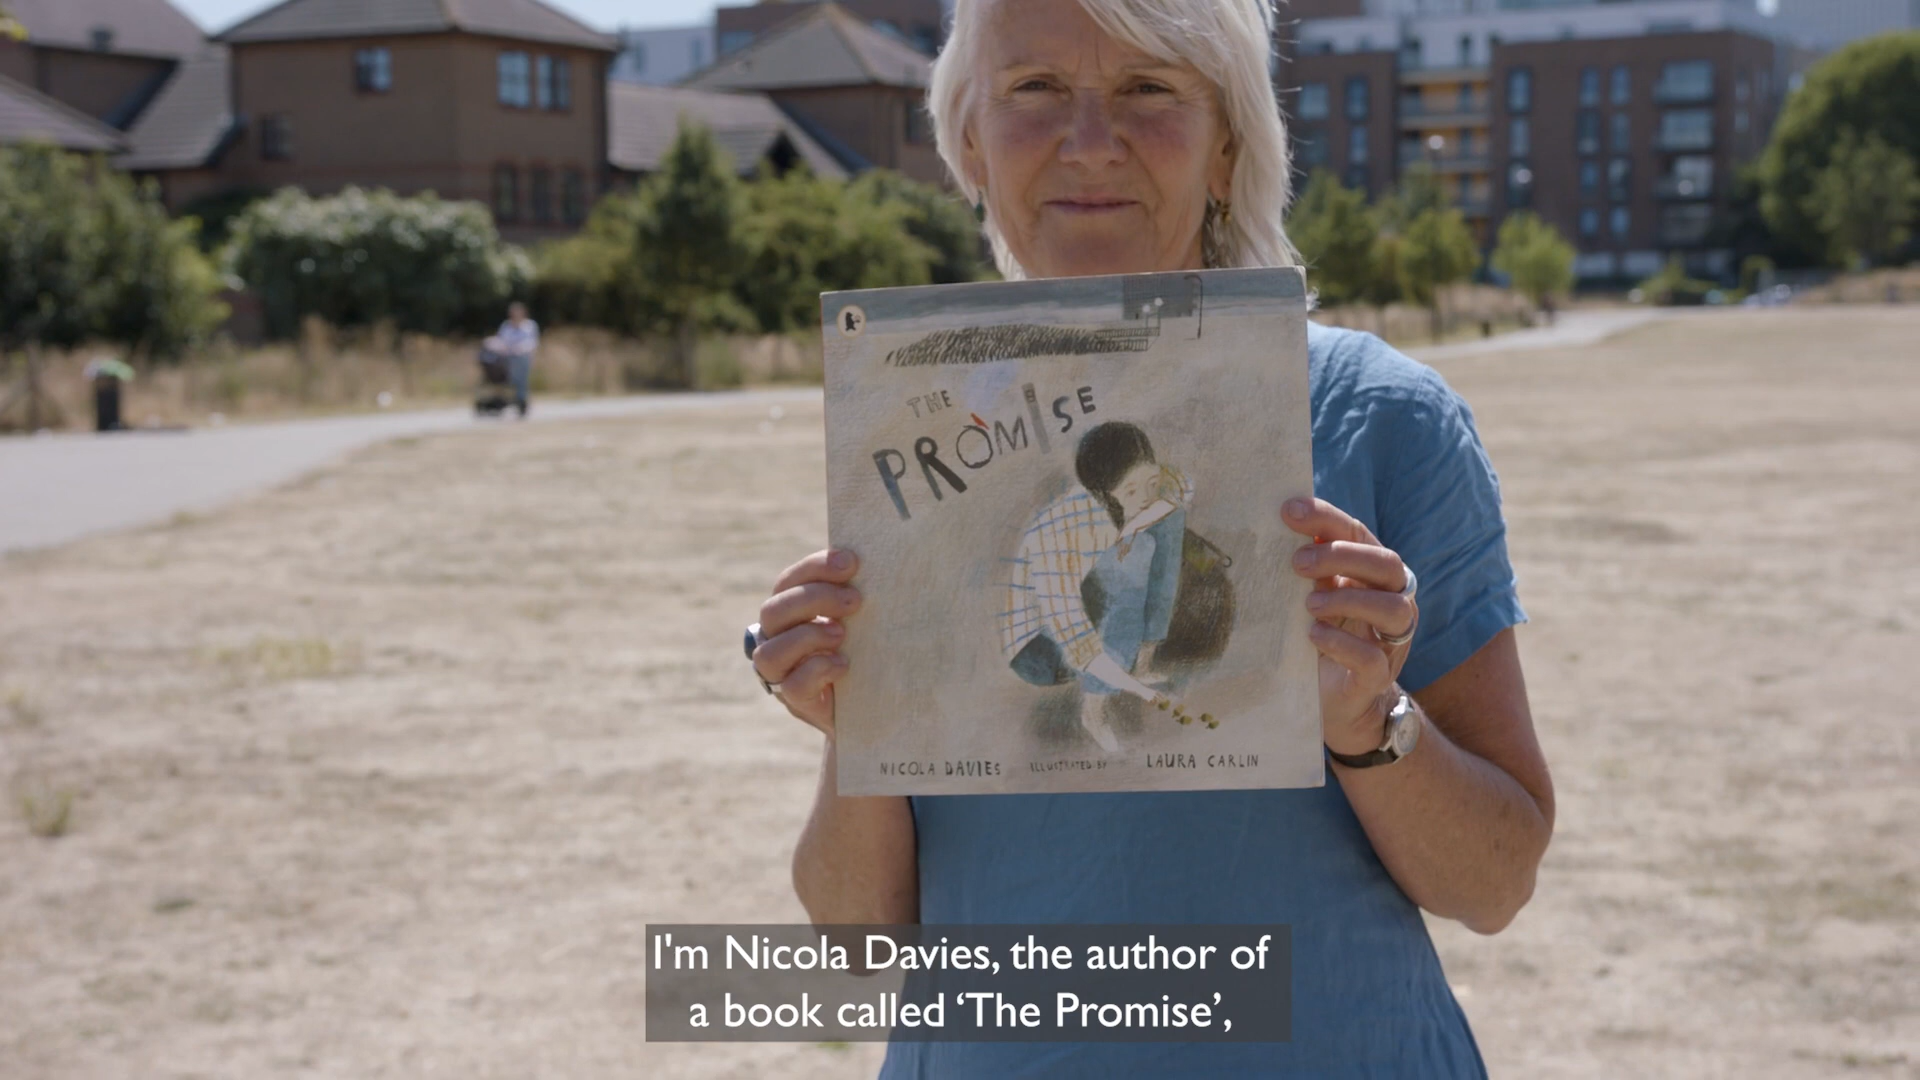 THE
PROMISE
NICOLA DAVIES ILLUSTRATED BY LAURA CARLIN
I'm Nicola Davies, the author of
a book called ‘The Promise’,